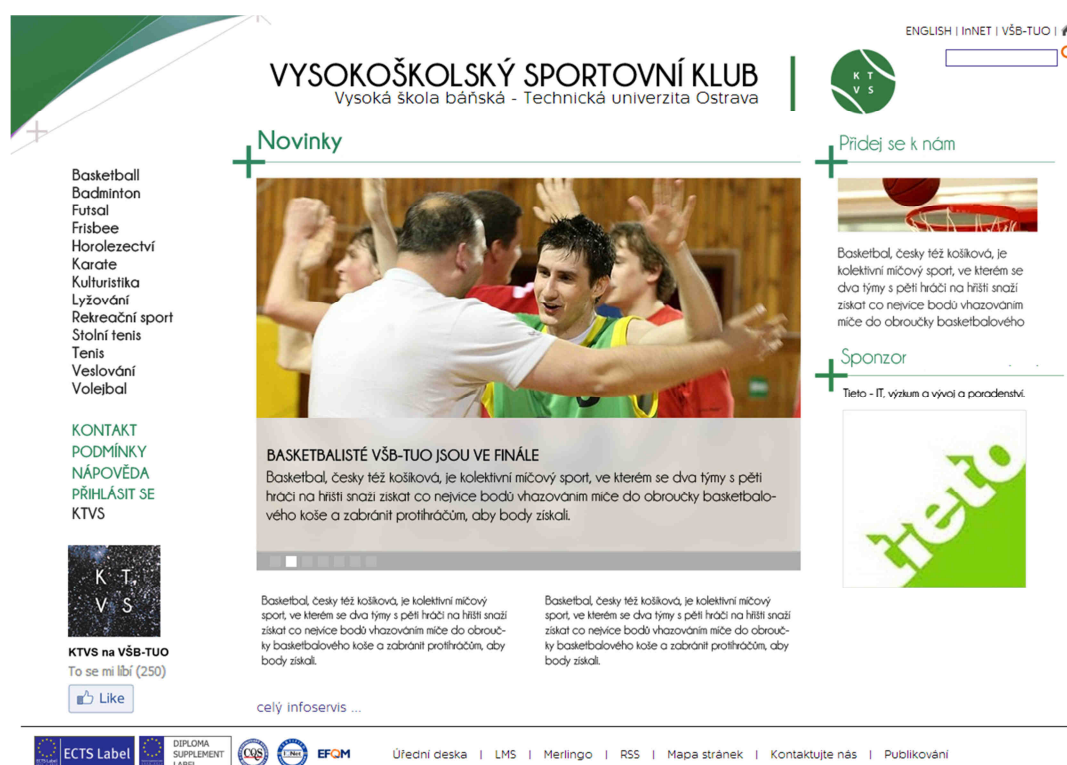 ENGLISH | InNET | VŠB-TUO |
VYSOKOŠKOLSKÝ SPORTOVNÍ KLUB
Vysoká škola báňská - Technická univerzita Ostrava
K T
V S
Novinky
Basketball
Badminton
Futsal
Frisbee
Horolezectví
Karate
Kulturistika
Lyžování
Rekreační sport
Stolní tenis
Tenis
Veslování
Volejbal
KONTAKT
PODMÍNKY
NÁPOVĚDA
PŘIHLÁSIT SE
KTVS
K T
V S
KTVS na VŠB-TUO
To se mi líbí (250)
Like
BASKETBALISTÉ VŠB-TUO JSOU VE FINÁLE
Basketbal, česky též košíková, je kolektivní míčový sport, ve kterém se dva týmy s pěti
hráči na hřišti snaží získat co nejvíce bodů vhazováním míče do obroučky basketbalo-
vého koše a zabránit protihráčům, aby body získali.
Basketbal, česky též košíková, je kolektivní míčový
sport, ve kterém se dva týmy s pěti hráči na hřišti snaží
získat co nejvíce bodů vhazováním míče do obrouč-
ky basketbalového koše a zabránit protihráčům, aby
body získali.
Basketbal, česky též košíková, je kolektivní míčový
sport, ve kterém se dva týmy s pěti hráči na hřišti snaží
získat co nejvíce bodů vhazováním míče do obrouč-
ky basketbalového koše a zabránit protihráčům, aby
body získali.
celý infoservis ...
Přidej se k nám
Basketbal, česky též košíková, je
kolektivní míčový sport, ve kterém se
dva týmy s pěti hráči na hřišti snaží
získat co nejvíce bodů vhazováním
míče do obroučky basketbalového
Sponzor
Tieto - IT, výzkum a vývoj a poradenství.
tieto
ECTS Label
DIPLOMA
SUPPLEMENT
LABEL
CQS
IQNet
EFQM
Úřední deska | LMS | Merlingo | RSS | Mapa stránek | Kontaktujte nás | Publikování